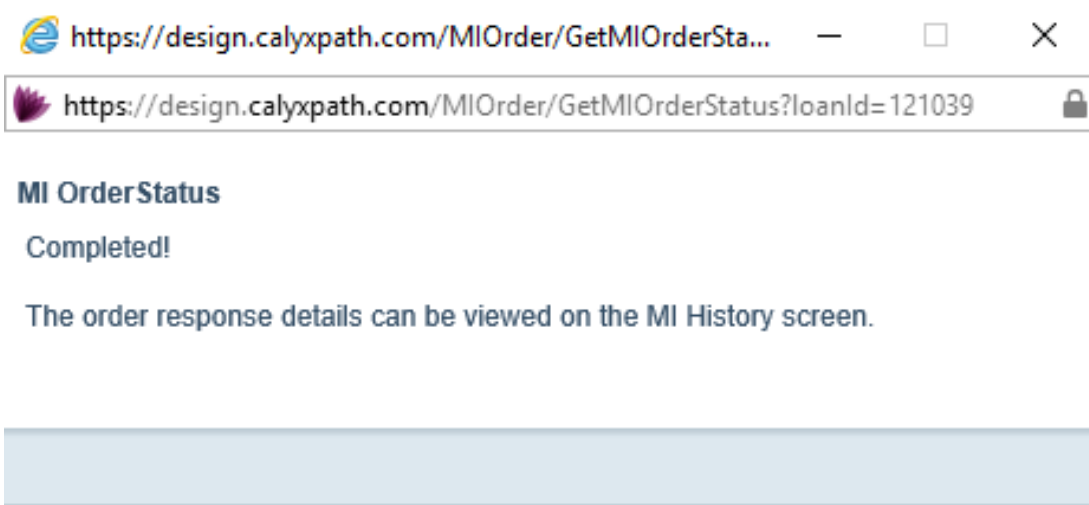 https://design.calyxpath.com/MIOrder/GetMIOrderSta...
https://design.calyxpath.com/MIOrder/GetMIOrderStatus?loanId=121039
MI OrderStatus
Completed!
The order response details can be viewed on the MI History screen.